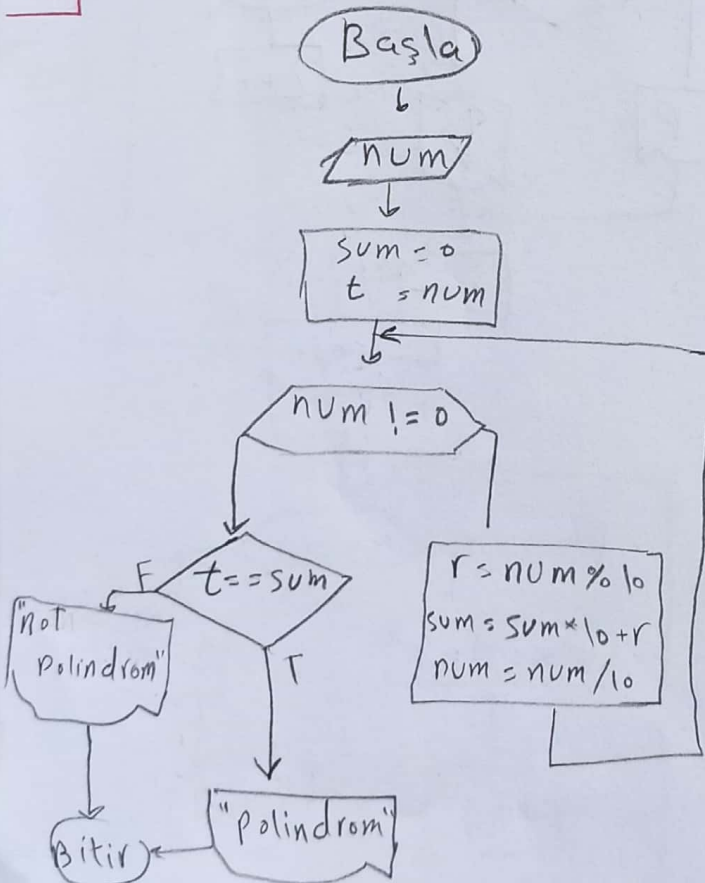 Başla
num
sum = 0
t = num
num != 0
t == sum
F
T
"not
Polindrom"
r = num % 10
sum = sum * 10 + r
num = num / 10
"Polindrom"
Bitir